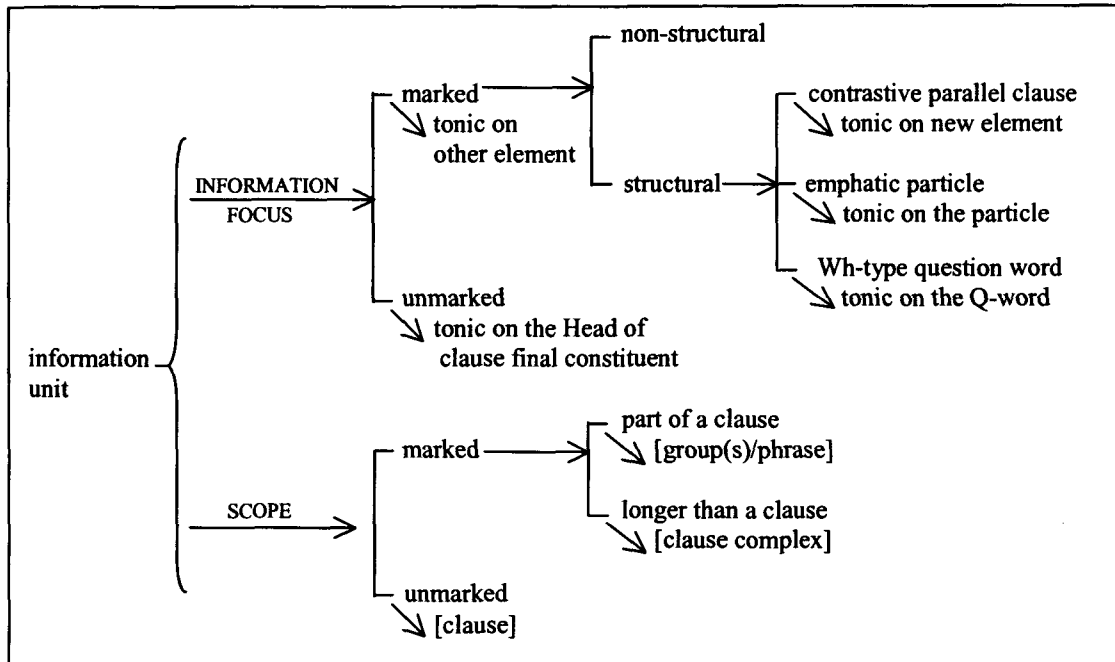 non-structural
marked
tonic on
other element
contrastive parallel clause
tonic on new element
INFORMATION
FOCUS
structural
emphatic particle
tonic on the particle
Wh-type question word
tonic on the Q-word
unmarked
tonic on the Head of
clause final constituent
information
unit
part of a clause
[group(s)/phrase]
marked
longer than a clause
[clause complex]
SCOPE
unmarked
[clause]